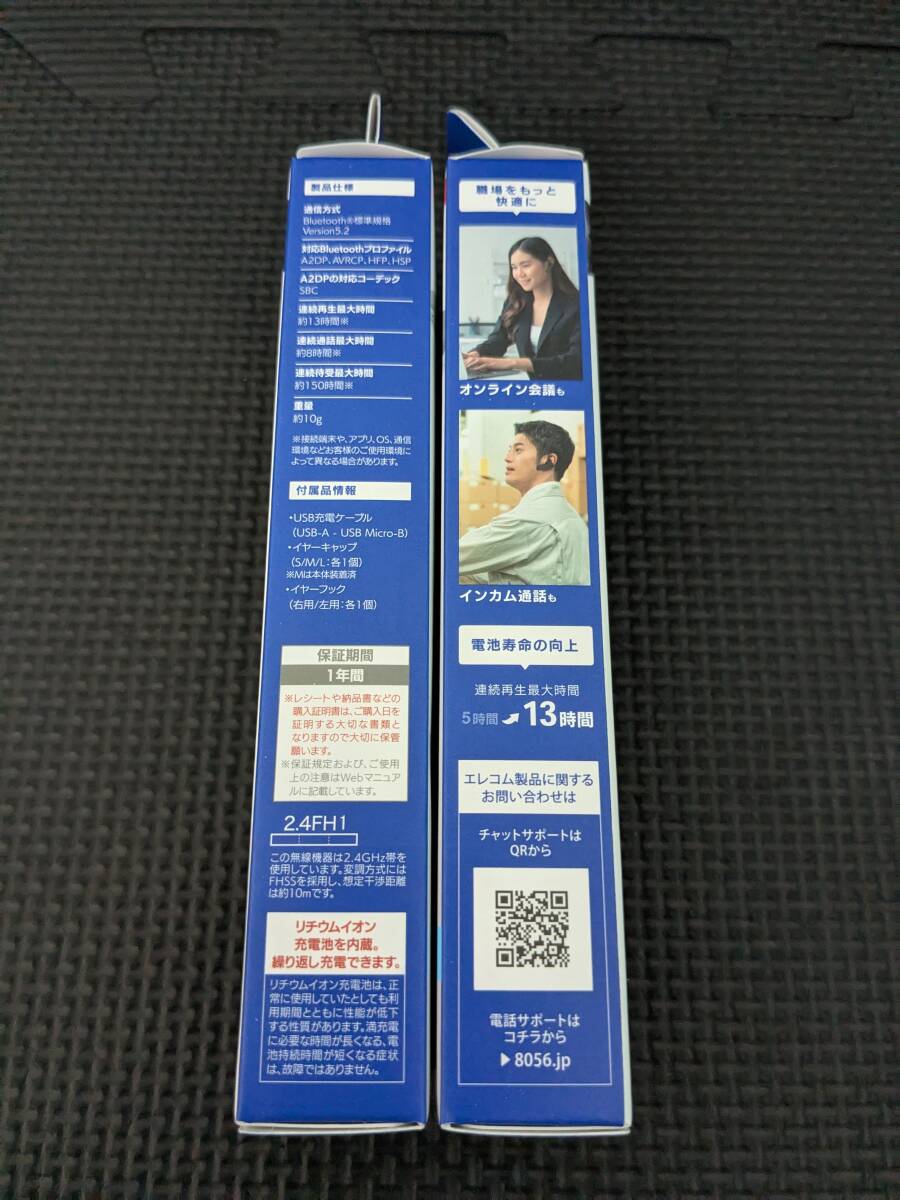 製品仕様
通信方式
Bluetooth®標準規格
Version5.2
対応Bluetoothプロファイル
A2DP、AVRCP、HFP、HSP
A2DPの対応コーデック
SBC
連続再生最大時間
約13時間※
連続通話最大時間
約8時間※
連続待受最大時間
約150時間※
重量
約10g
※接続端末や、アプリ、OS、通信
環境などお客様のご使用環境に
よって異なる場合があります。
付属品情報
・USB充電ケーブル
(USB-A - USB Micro-B)
・イヤーキャップ
(S/M/L:各1個)
※Mは本体装着済
・イヤーフック
(右用/左用:各1個)
保証期間
1年間
※レシートや納品書などの
購入証明書は、ご購入日を
証明する大切な書類と
なりますので大切に保管
願います。
※保証規定および、ご使用
上の注意はWebマニュア
ルに記載しています。
2.4FH1
この無線機器は2.4GHz帯を
使用しています。変調方式には
FHSSを採用し、想定干渉距離
は約10mです。
リチウムイオン
充電池を内蔵。
繰り返し充電できます。
リチウムイオン充電池は、正
常に使用していたとしても利
用期間とともに性能が低下
する性質があります。満充電
に必要な時間が長くなる、電
池持続時間が短くなる症状
は、故障ではありません。
職場をもっと
快適に
オンライン会議も
インカム通話も
電池寿命の向上
連続再生最大時間
5時間 13時間
エレコム製品に関する
お問い合わせは
チャットサポートは
QRから
電話サポートは
コチラから
▶8056.jp